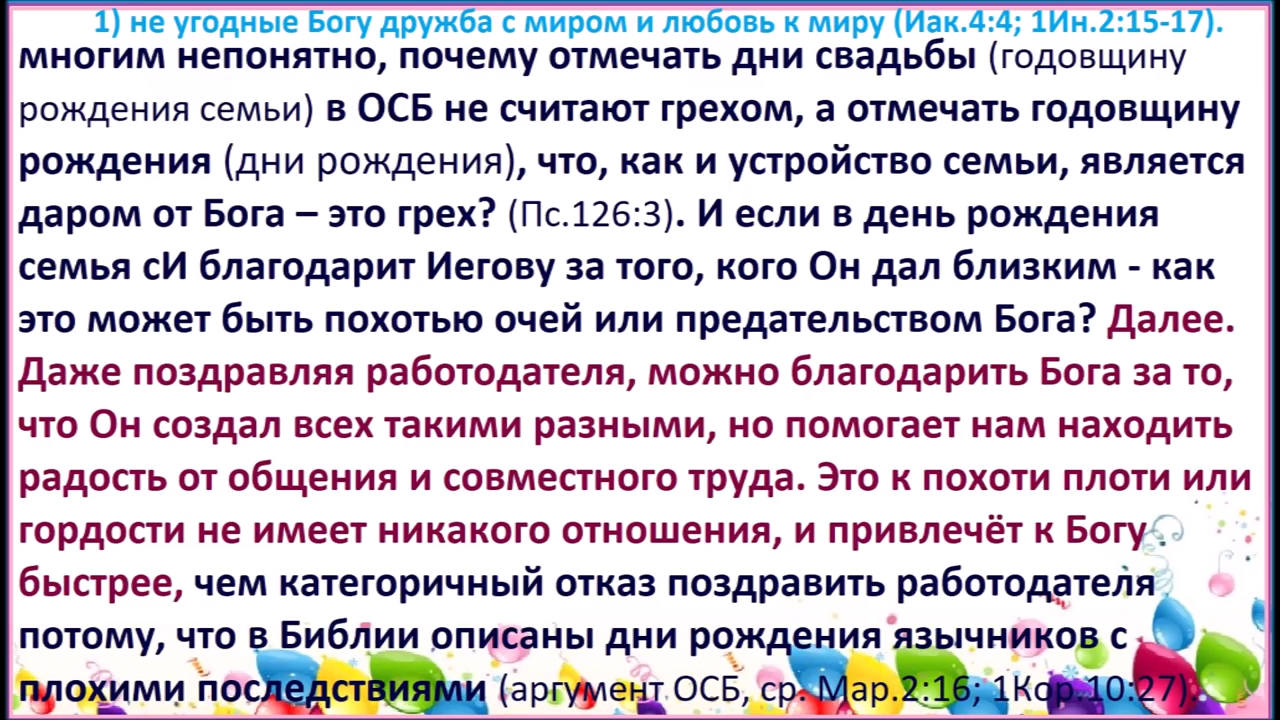 1) не угодные Богу дружба с миром и любовь к миру (Иак.4:4; 1Ин.2:15-17).
многим непонятно, почему отмечать дни свадьбы (годовщину
рождения семьи) в ОСБ не считают грехом, а отмечать годовщину
рождения (дни рождения), что, как и устройство семьи, является
даром от Бога – это грех? (Пс.126:3). И если в день рождения
семья сИ благодарит Иегову за того, кого Он дал близким - как
это может быть похотью очей или предательством Бога? Далее.
Даже поздравляя работодателя, можно благодарить Бога за то,
что Он создал всех такими разными, но помогает нам находить
радость от общения и совместного труда. Это к похоти плоти или
гордости не имеет никакого отношения, и привлечёт к Богу
быстрее, чем категоричный отказ поздравить работодателя
потому, что в Библии описаны дни рождения язычников с
плохими последствиями (аргумент ОСБ, ср. Мар.2:16; 1Кор.10:27).